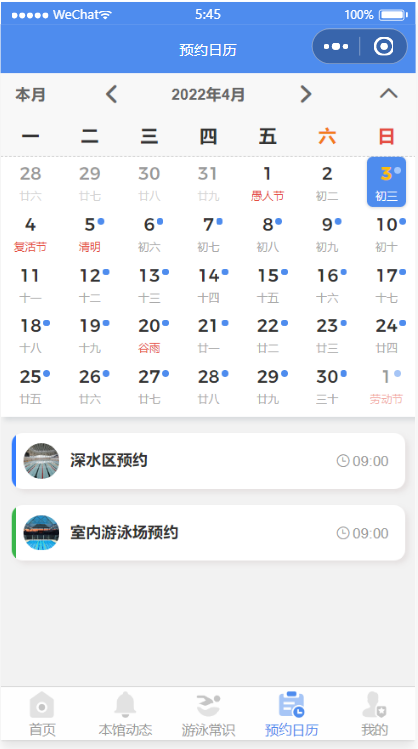 WeChat 5:45 100%
预约日历
本月 2022年4月
一 二 三 四 五 六 日
28 29 30 31 1 2 3
廿六 廿七 廿八 廿九 愚人节 初二 初三
4 5 6 7 8 9 10
复活节 清明 初六 初七 初八 初九 初十
11 12 13 14 15 16 17
十一 十二 十三 十四 十五 十六 十七
18 19 20 21 22 23 24
十八 十九 谷雨 廿一 廿二 廿三 廿四
25 26 27 28 29 30 1
廿五 廿六 廿七 廿八 廿九 三十 劳动节
深水区预约 09:00
室内游泳场预约 09:00
首页 本馆动态 游泳常识 预约日历 我的